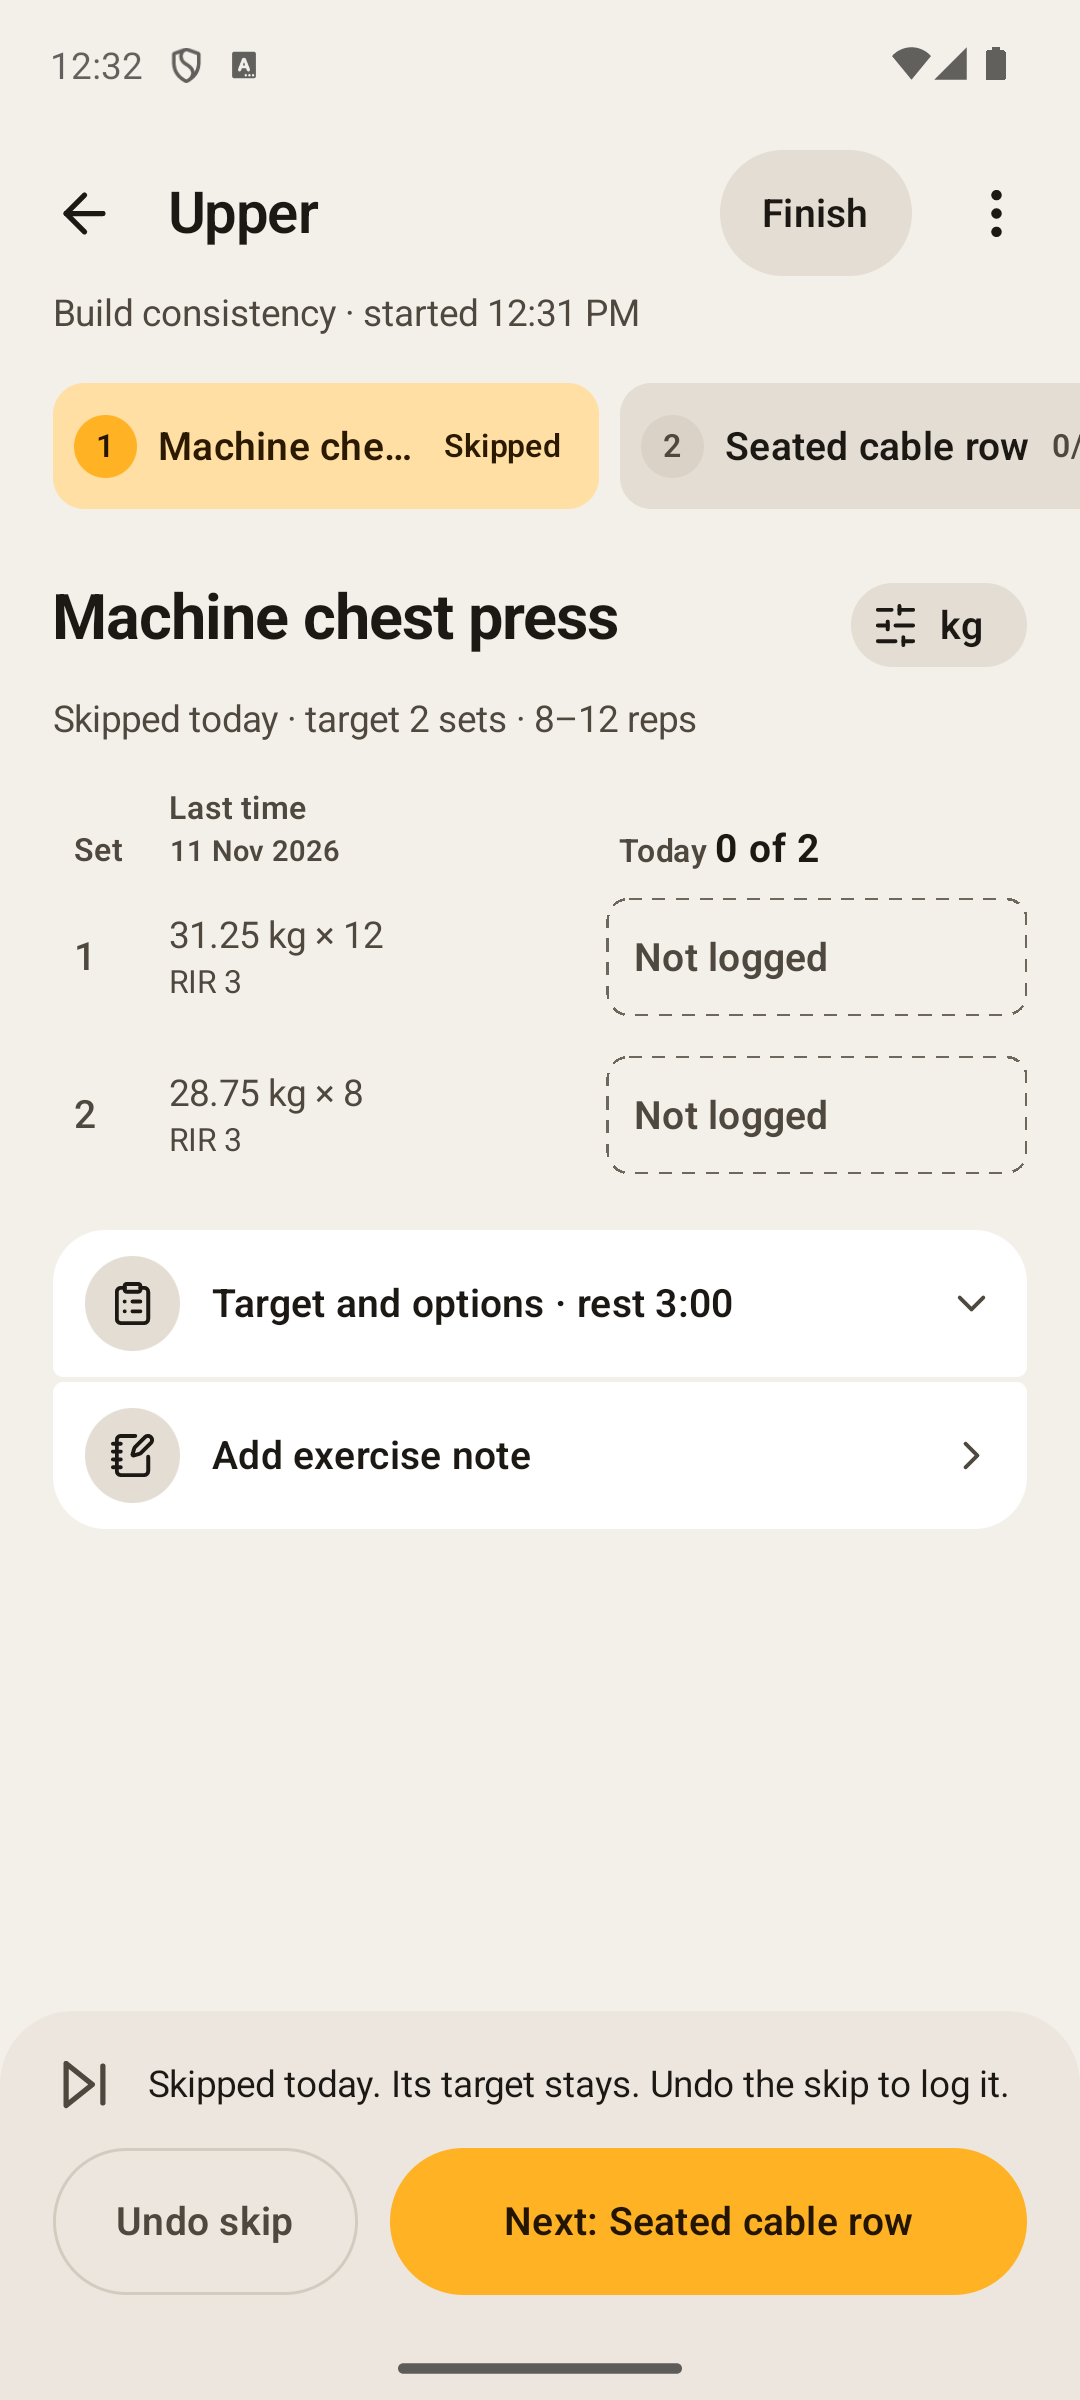 12:32
Upper
Finish
Build consistency · started 12:31 PM
1 Machine che... Skipped
2 Seated cable row 0/
Machine chest press
kg
Skipped today · target 2 sets · 8–12 reps
Last time
Set 11 Nov 2026 Today 0 of 2
1 31.25 kg × 12 Not logged
RIR 3
2 28.75 kg × 8 Not logged
RIR 3
Target and options · rest 3:00
Add exercise note
Skipped today. Its target stays. Undo the skip to log it.
Undo skip
Next: Seated cable row